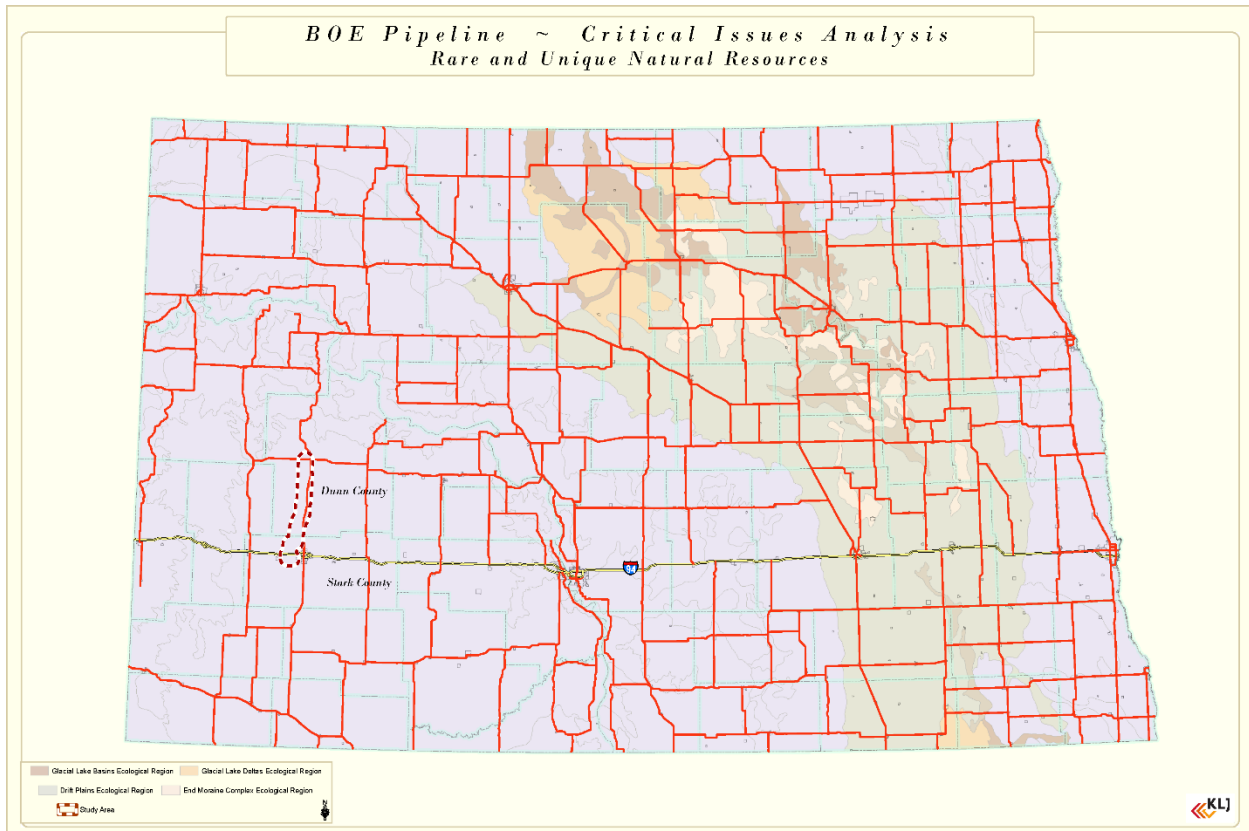 BOE Pipeline ~ Critical Issues Analysis
Rare and Unique Natural Resources
Dunn County
94
Stark County
Glacial Lake Basins Ecological Region
Glacial Lake Deltas Ecological Region
Drift Plains Ecological Region
End Moraine Complex Ecological Region
Study Area
KLJ